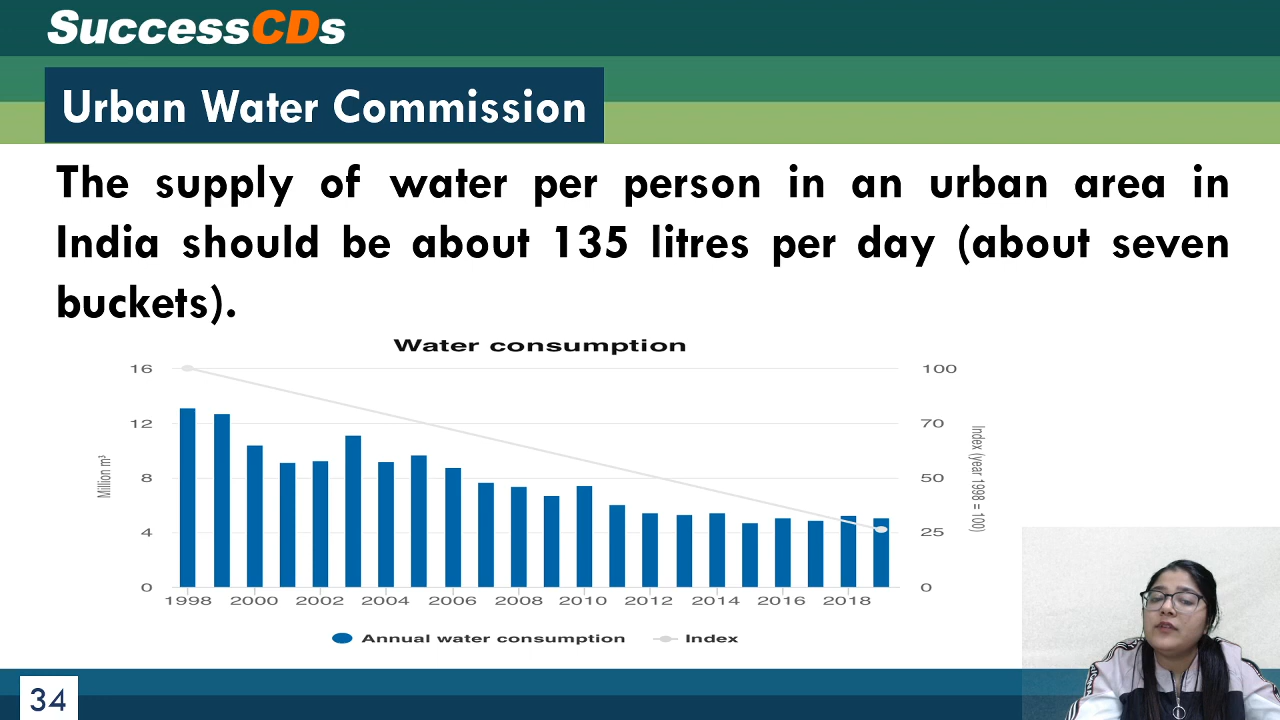 SuccessCDs
Urban Water Commission
The supply of water per person in an urban area in
India should be about 135 litres per day (about seven
buckets).
Water consumption
16 100
12 70
8 50
4 25
0 0
Million m³
Index (year 1998 = 100)
1998 2000 2002 2004 2006 2008 2010 2012 2014 2016 2018
Annual water consumption Index
34